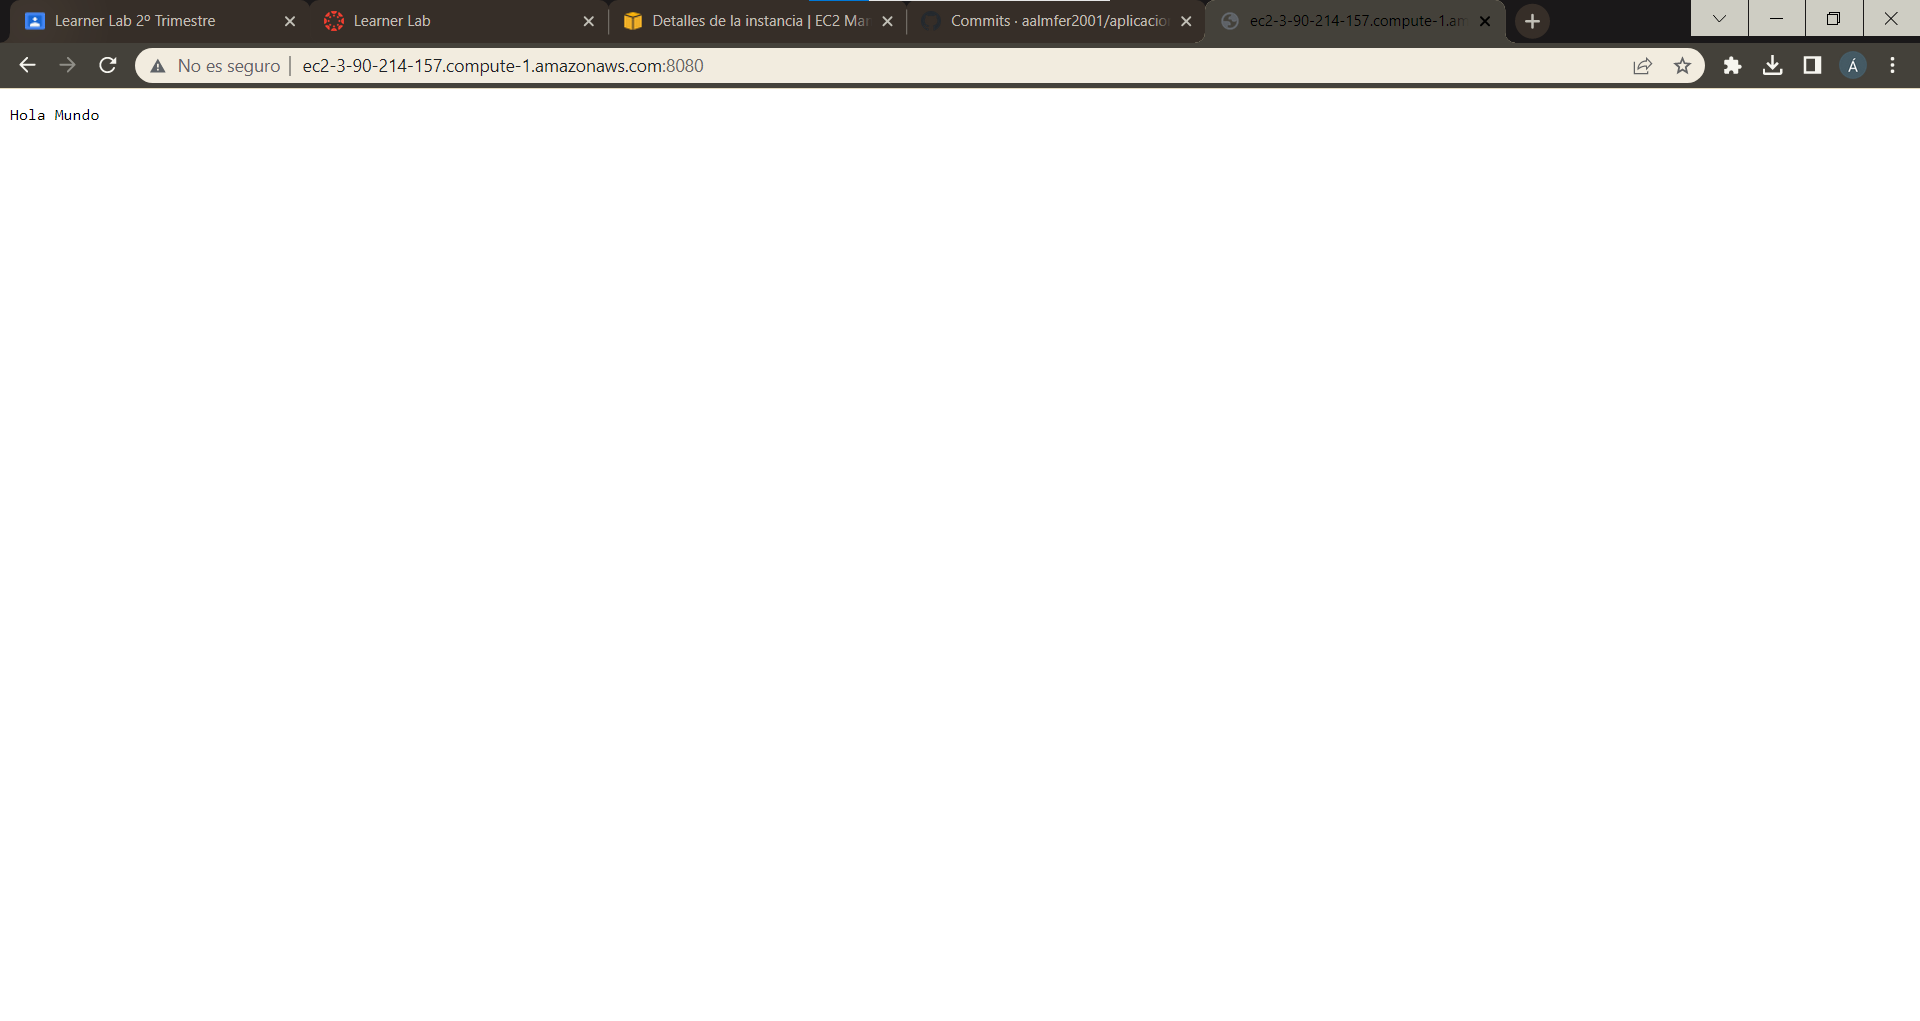 Learner Lab 2º Trimestre
Learner Lab
Detalles de la instancia | EC2 Mar
Commits · aalmfer2001/aplicacio
ec2-3-90-214-157.compute-1.am
No es seguro
ec2-3-90-214-157.compute-1.amazonaws.com:8080
Á
Hola Mundo